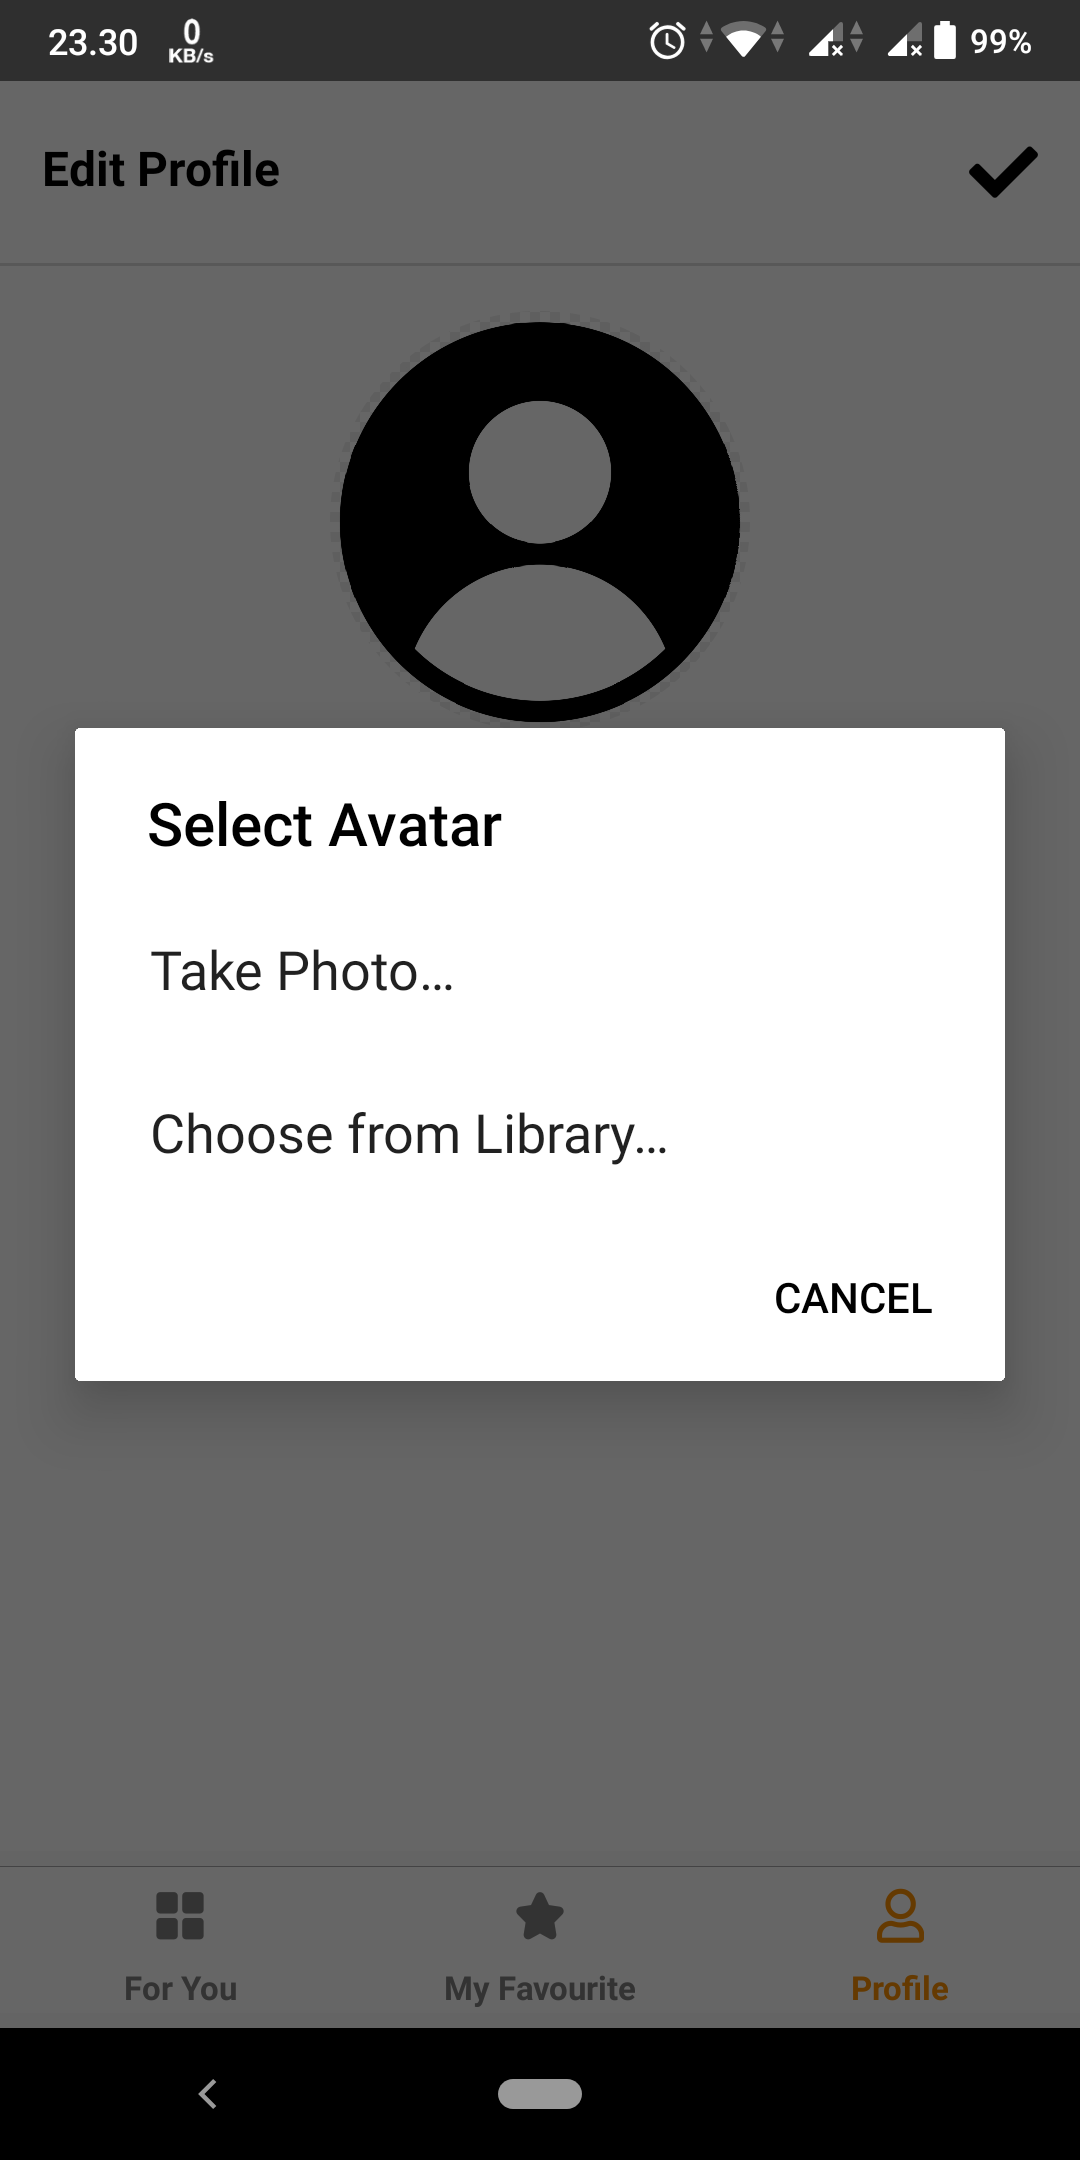 23.30
0
KB/s
99%
Edit Profile
Select Avatar
Take Photo…
Choose from Library…
CANCEL
For You
My Favourite
Profile